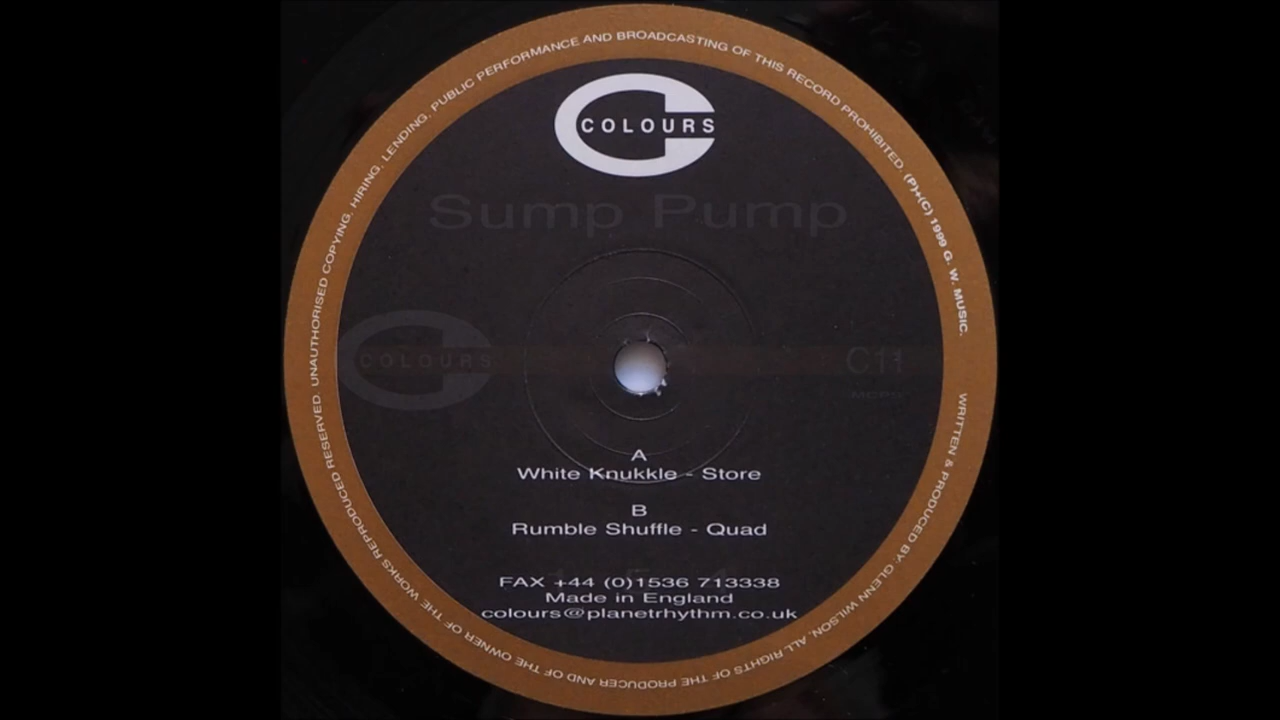 COLOURS
Sump Pump
COLOURS
C11
MCPS
A
White Knukkle - Store
B
Rumble Shuffle - Quad
FAX +44 (0)1536 713338
Made in England
colours@planetrhythm.co.uk
WRITTEN & PRODUCED BY: GLENN WILSON. ALL RIGHTS OF THE PRODUCER AND OF THE OWNER OF THE WORKS REPRODUCED RESERVED. UNAUTHORISED COPYING, HIRING, LENDING, PUBLIC PERFORMANCE AND BROADCASTING OF THIS RECORD PROHIBITED. (P)+(C) 1999 G. W. MUSIC.